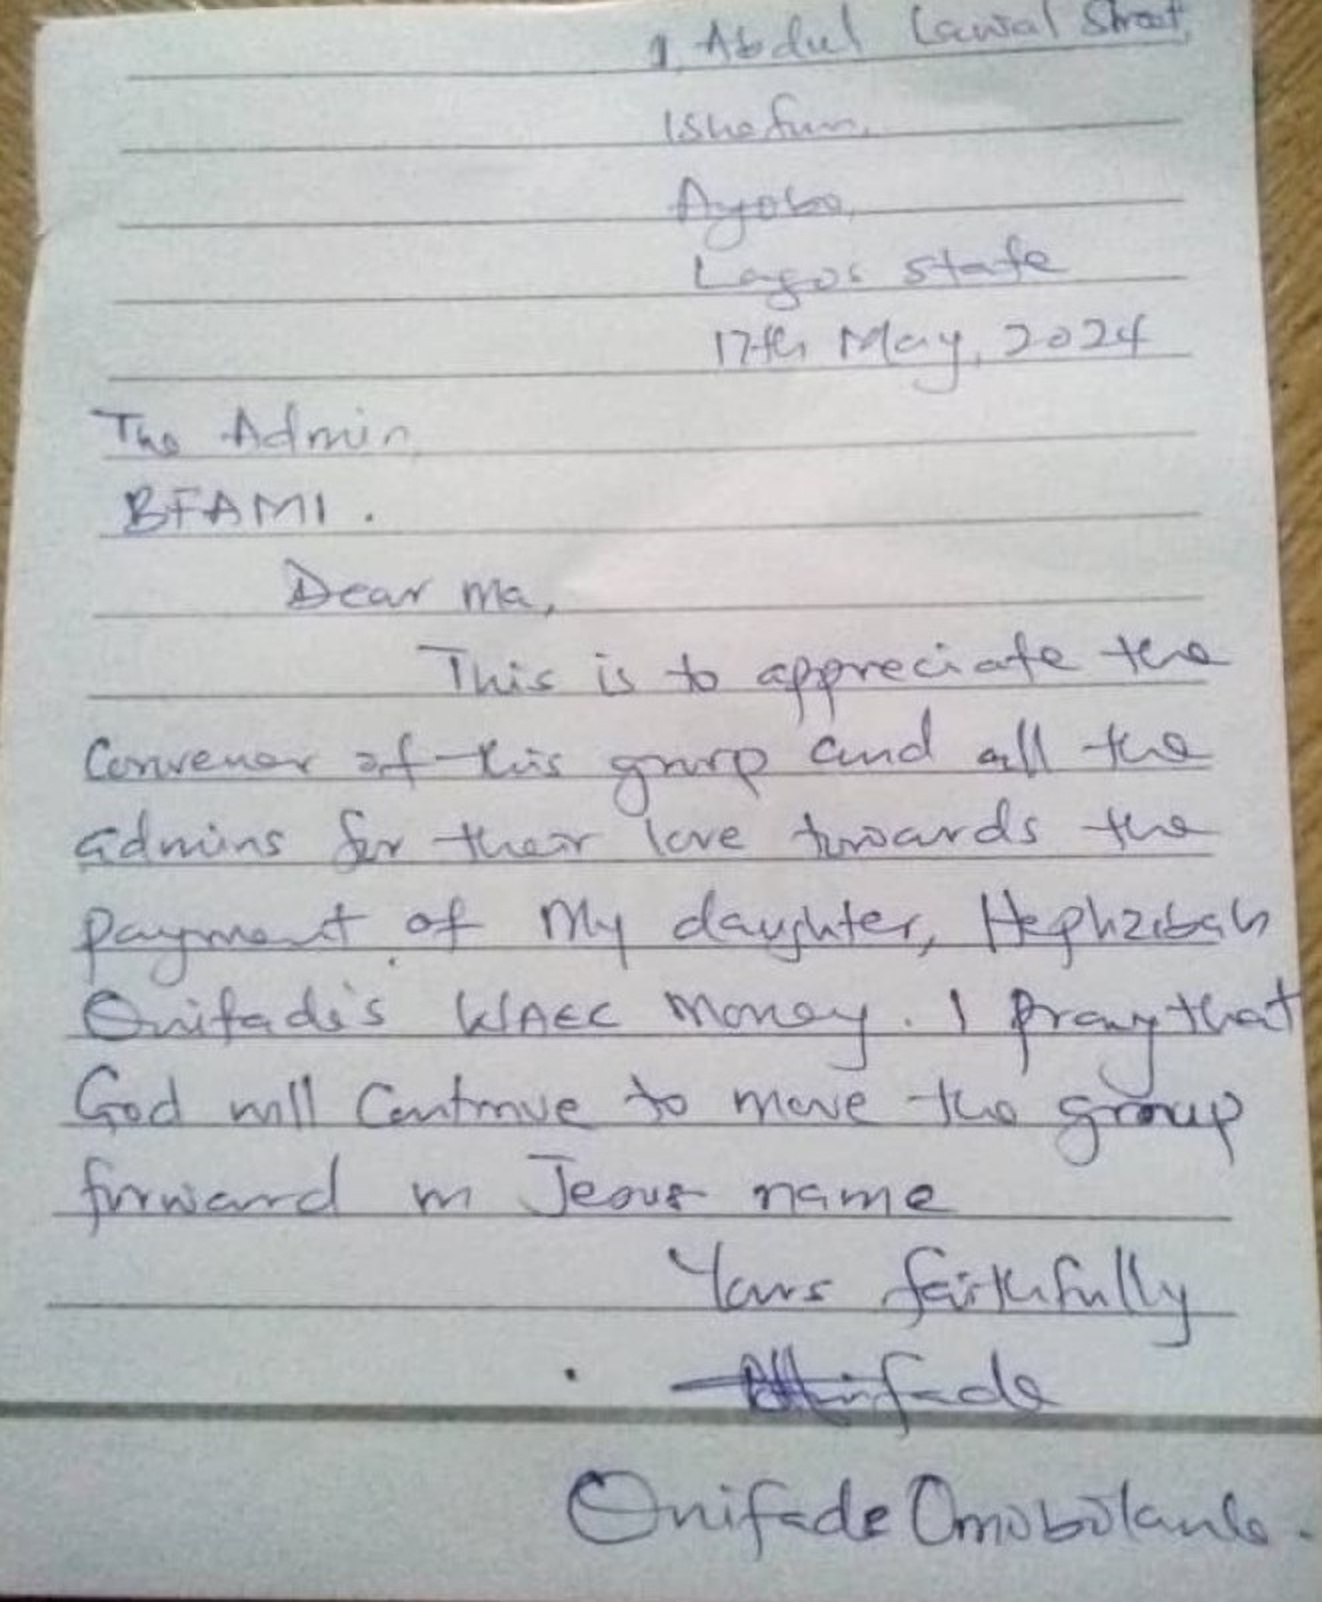 1, Abdul Lawal Street,
Ishefun,
Ayobo,
Lagos State
17th May, 2024
The Admin,
BFAMI.
Dear Ma,
This is to appreciate the
Convener of this group and all the
admins for their love towards the
payment of my daughter, Hephzibah
Onifade's WAEC money. I pray that
God will continue to move the group
forward in Jesus name
Yours faithfully
Onifade Omobolanle.